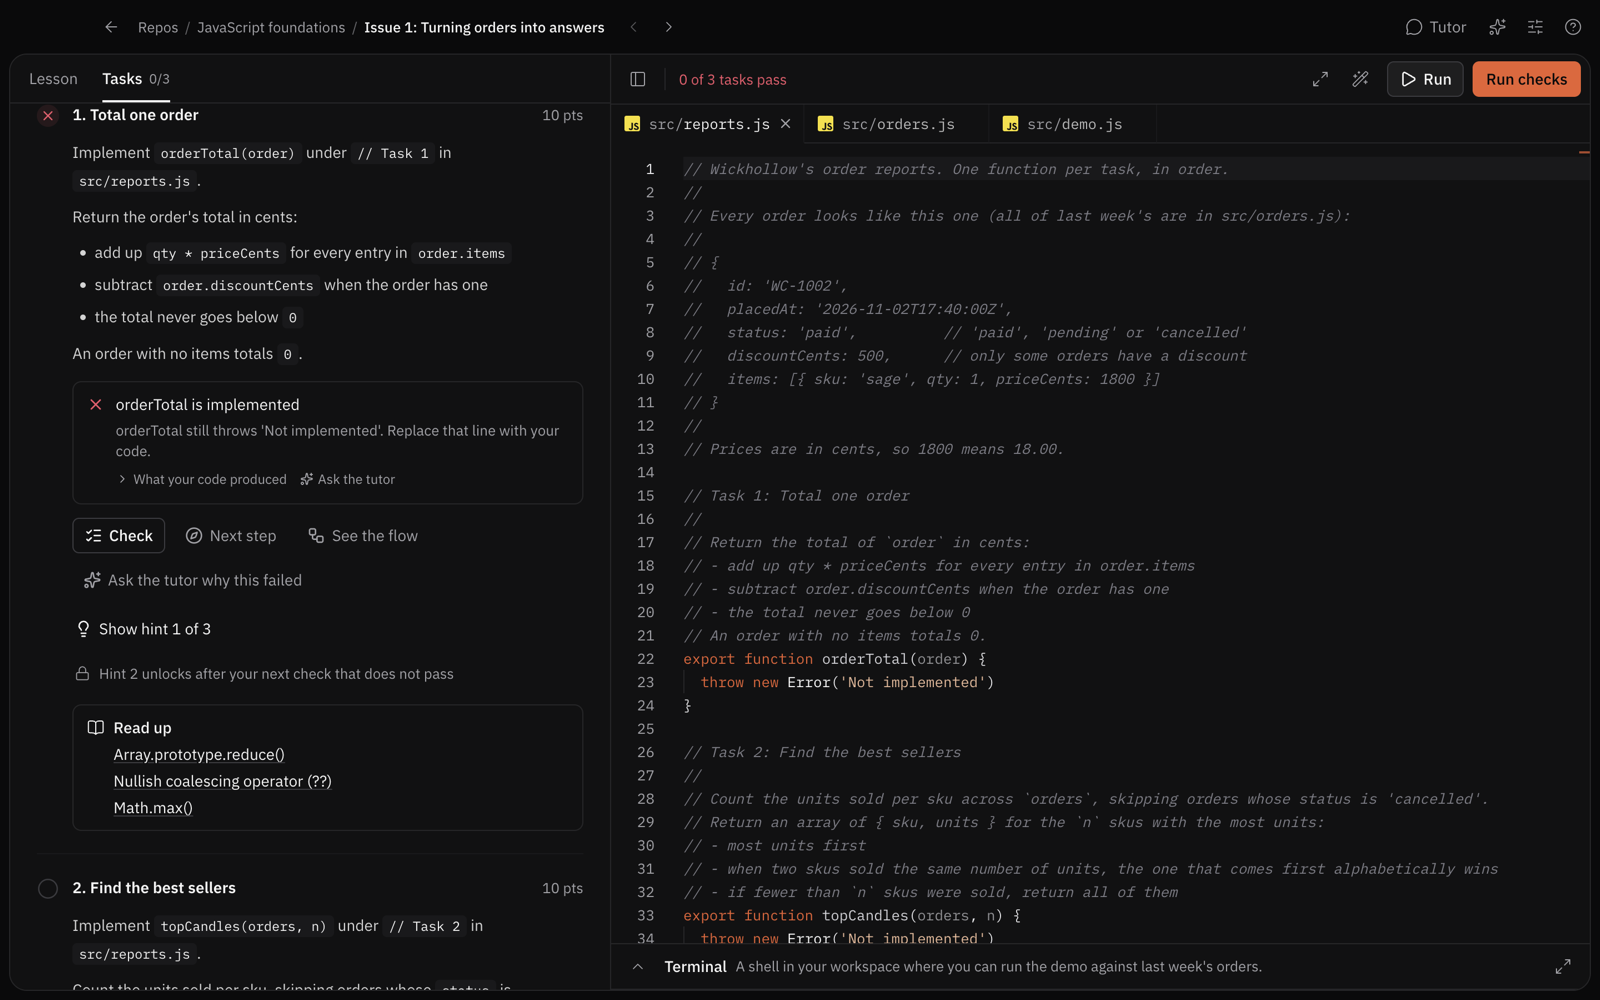 Repos / JavaScript foundations / Issue 1: Turning orders into answers
Tutor
Lesson
Tasks 0/3
1. Total one order
10 pts
Implement orderTotal(order) under // Task 1 in
src/reports.js .
Return the order's total in cents:
• add up qty * priceCents for every entry in order.items
• subtract order.discountCents when the order has one
• the total never goes below 0
An order with no items totals 0 .
orderTotal is implemented
orderTotal still throws 'Not implemented'. Replace that line with your
code.
What your code produced
Ask the tutor
Check
Next step
See the flow
Ask the tutor why this failed
Show hint 1 of 3
Hint 2 unlocks after your next check that does not pass
Read up
Array.prototype.reduce()
Nullish coalescing operator (??)
Math.max()
2. Find the best sellers
10 pts
Implement topCandles(orders, n) under // Task 2 in
src/reports.js .
Count the units sold per sku, skipping orders whose status is
0 of 3 tasks pass
Run
Run checks
JS src/reports.js
JS src/orders.js
JS src/demo.js
1 // Wickhollow's order reports. One function per task, in order.
2 //
3 // Every order looks like this one (all of last week's are in src/orders.js):
4 //
5 // {
6 //   id: 'WC-1002',
7 //   placedAt: '2026-11-02T17:40:00Z',
8 //   status: 'paid',          // 'paid', 'pending' or 'cancelled'
9 //   discountCents: 500,      // only some orders have a discount
10 //   items: [{ sku: 'sage', qty: 1, priceCents: 1800 }]
11 // }
12 //
13 // Prices are in cents, so 1800 means 18.00.
14
15 // Task 1: Total one order
16 //
17 // Return the total of `order` in cents:
18 // - add up qty * priceCents for every entry in order.items
19 // - subtract order.discountCents when the order has one
20 // - the total never goes below 0
21 // An order with no items totals 0.
22 export function orderTotal(order) {
23   throw new Error('Not implemented')
24 }
25
26 // Task 2: Find the best sellers
27 //
28 // Count the units sold per sku across `orders`, skipping orders whose status is 'cancelled'.
29 // Return an array of { sku, units } for the `n` skus with the most units:
30 // - most units first
31 // - when two skus sold the same number of units, the one that comes first alphabetically wins
32 // - if fewer than `n` skus were sold, return all of them
33 export function topCandles(orders, n) {
34   throw new Error('Not implemented')
Terminal A shell in your workspace where you can run the demo against last week's orders.